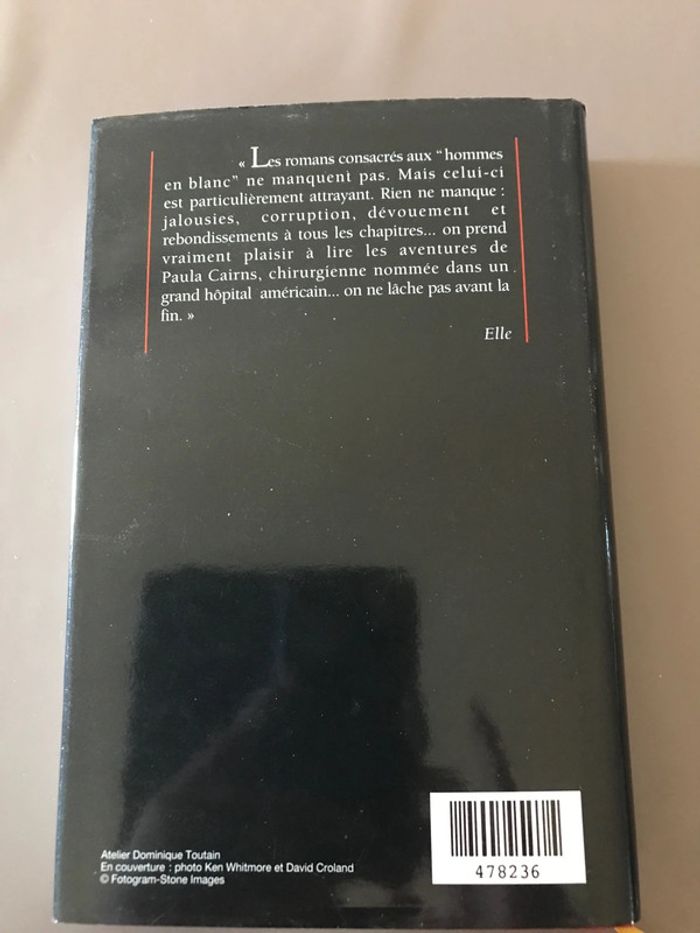 « Les romans consacrés aux "hommes
en blanc" ne manquent pas. Mais celui-ci
est particulièrement attrayant. Rien ne manque :
jalousies, corruption, dévouement et
rebondissements à tous les chapitres... on prend
vraiment plaisir à lire les aventures de
Paula Cairns, chirurgienne nommée dans un
grand hôpital américain... on ne lâche pas avant la
fin. »
Elle
Atelier Dominique Toutain
En couverture : photo Ken Whitmore et David Croland
© Fotogram-Stone Images
478236